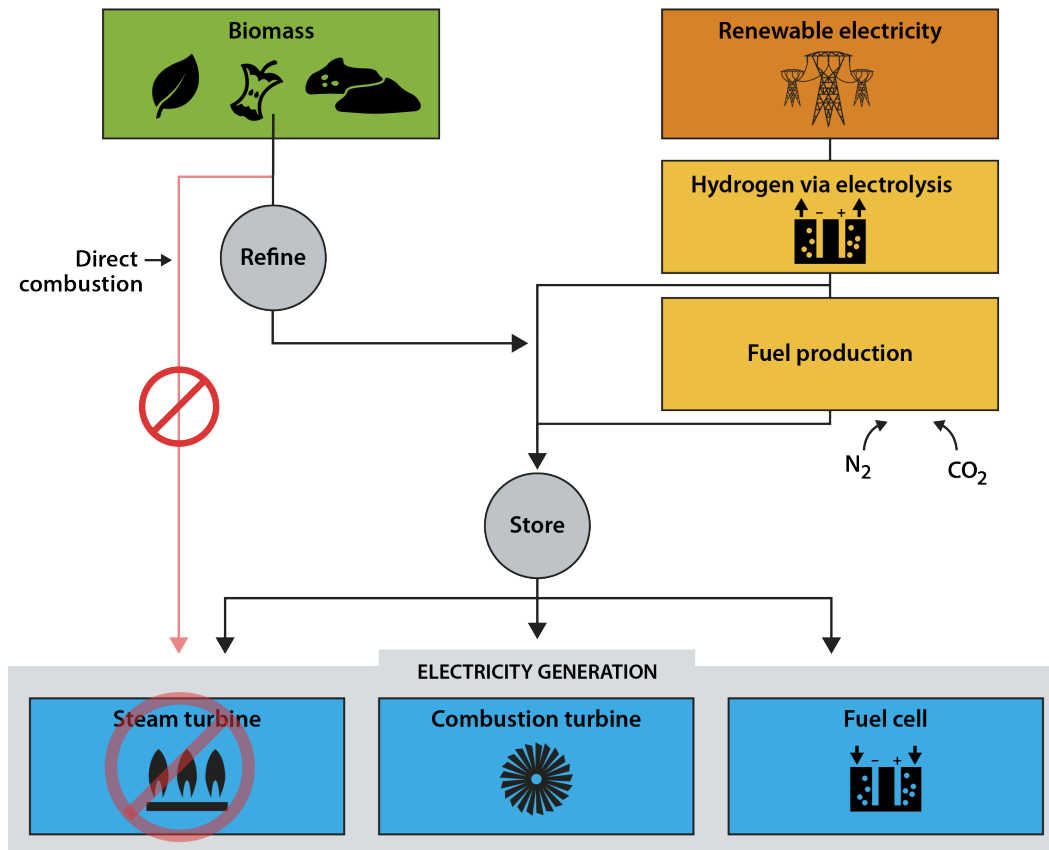 Biomass
Renewable electricity
Hydrogen via electrolysis
− +
Direct
combustion
Refine
Fuel production
N₂
CO₂
Store
ELECTRICITY GENERATION
Steam turbine
Combustion turbine
Fuel cell
− +